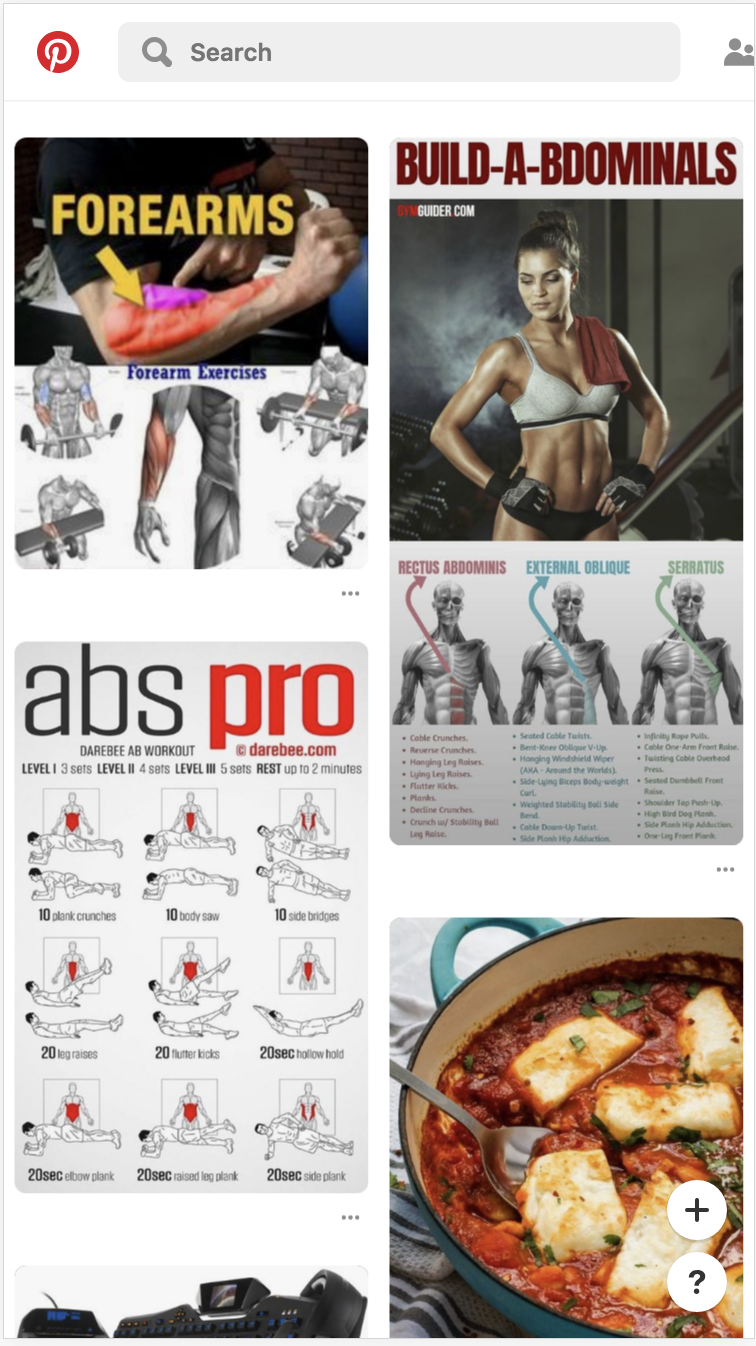 Search
FOREARMS
Forearm Exercises
BUILD-A-BDOMINALS
GYMGUIDER.COM
RECTUS ABDOMINIS EXTERNAL OBLIQUE SERRATUS
• Cable Crunches.
• Reverse Crunches.
• Hanging Leg Raises.
• Lying Leg Raises.
• Flutter Kicks.
• Planks.
• Decline Crunches.
• Crunch w/ Stability Ball
Leg Raise.
• Seated Cable Twists.
• Bent-Knee Oblique V-Up.
• Hanging Windshield Wiper
(AKA - Around the Worlds).
• Side-Lying Biceps Body-weight
Curl.
• Weighted Stability Ball Side
Bend.
• Cable Down-Up Twist.
• Side Plank Hip Adduction.
• Infinity Rope Pulls.
• Cable One-Arm Front Raise.
• Twisting Cable Overhead
Press.
• Seated Dumbbell Front
Raise.
• Shoulder Tap Push-Up.
• High Bird Dog Plank.
• Side Plank Hip Adduction.
• One-Leg Front Plank.
abs pro
DAREBEE AB WORKOUT © darebee.com
LEVEL I 3 sets LEVEL II 4 sets LEVEL III 5 sets REST up to 2 minutes
10 plank crunches 10 body saw 10 side bridges
20 leg raises 20 flutter kicks 20sec hollow hold
20sec elbow plank 20sec raised leg plank 20sec side plank
+
?